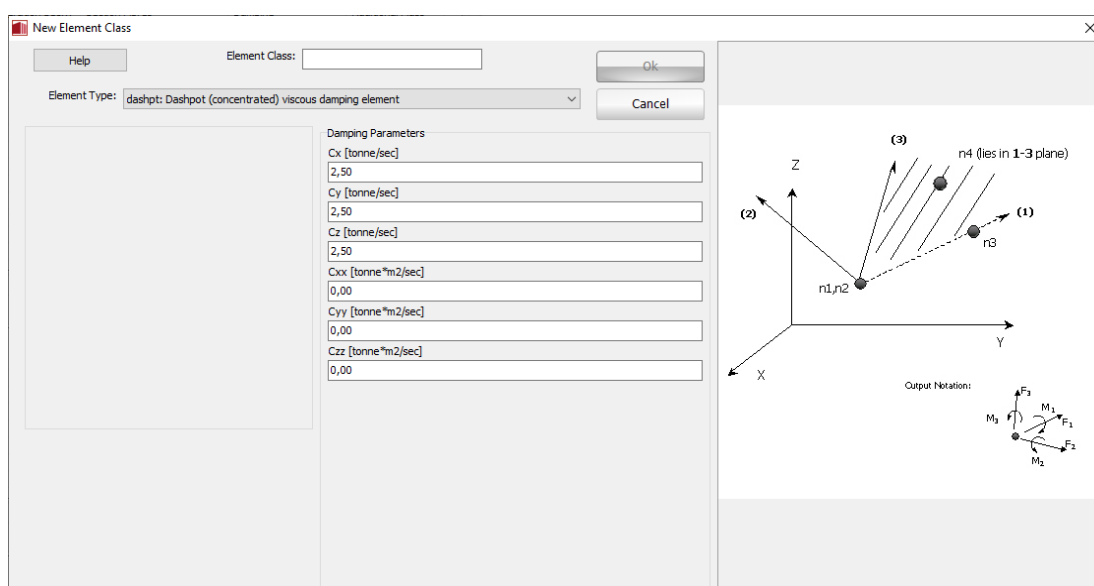 New Element Class
Help
Element Class:
Ok
Element Type:
dashpt: Dashpot (concentrated) viscous damping element
Cancel
Damping Parameters
Cx [tonne/sec]
2,50
Cy [tonne/sec]
2,50
Cz [tonne/sec]
2,50
Cxx [tonne*m2/sec]
0,00
Cyy [tonne*m2/sec]
0,00
Czz [tonne*m2/sec]
0,00
(3)
n4 (lies in 1-3 plane)
Z
(2)
(1)
n3
n1,n2
Y
X
Output Notation:
F3
M1
M3
F1
F2
M2